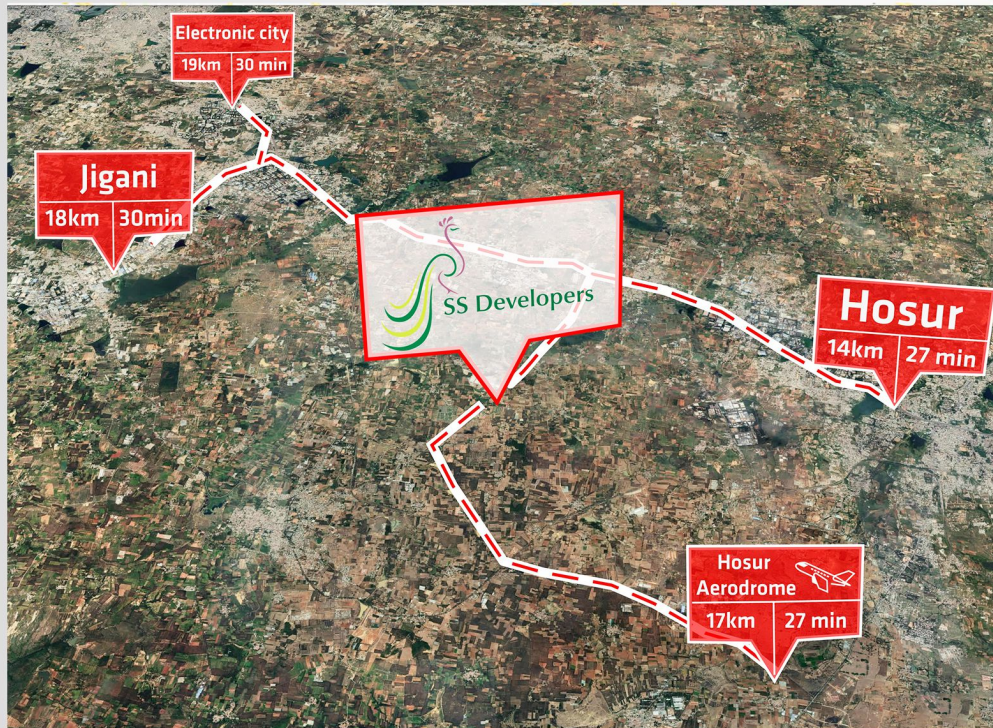 Electronic city
19km 30 min
Jigani
18km 30min
SS Developers
Hosur
14km 27 min
Hosur
Aerodrome
17km 27 min